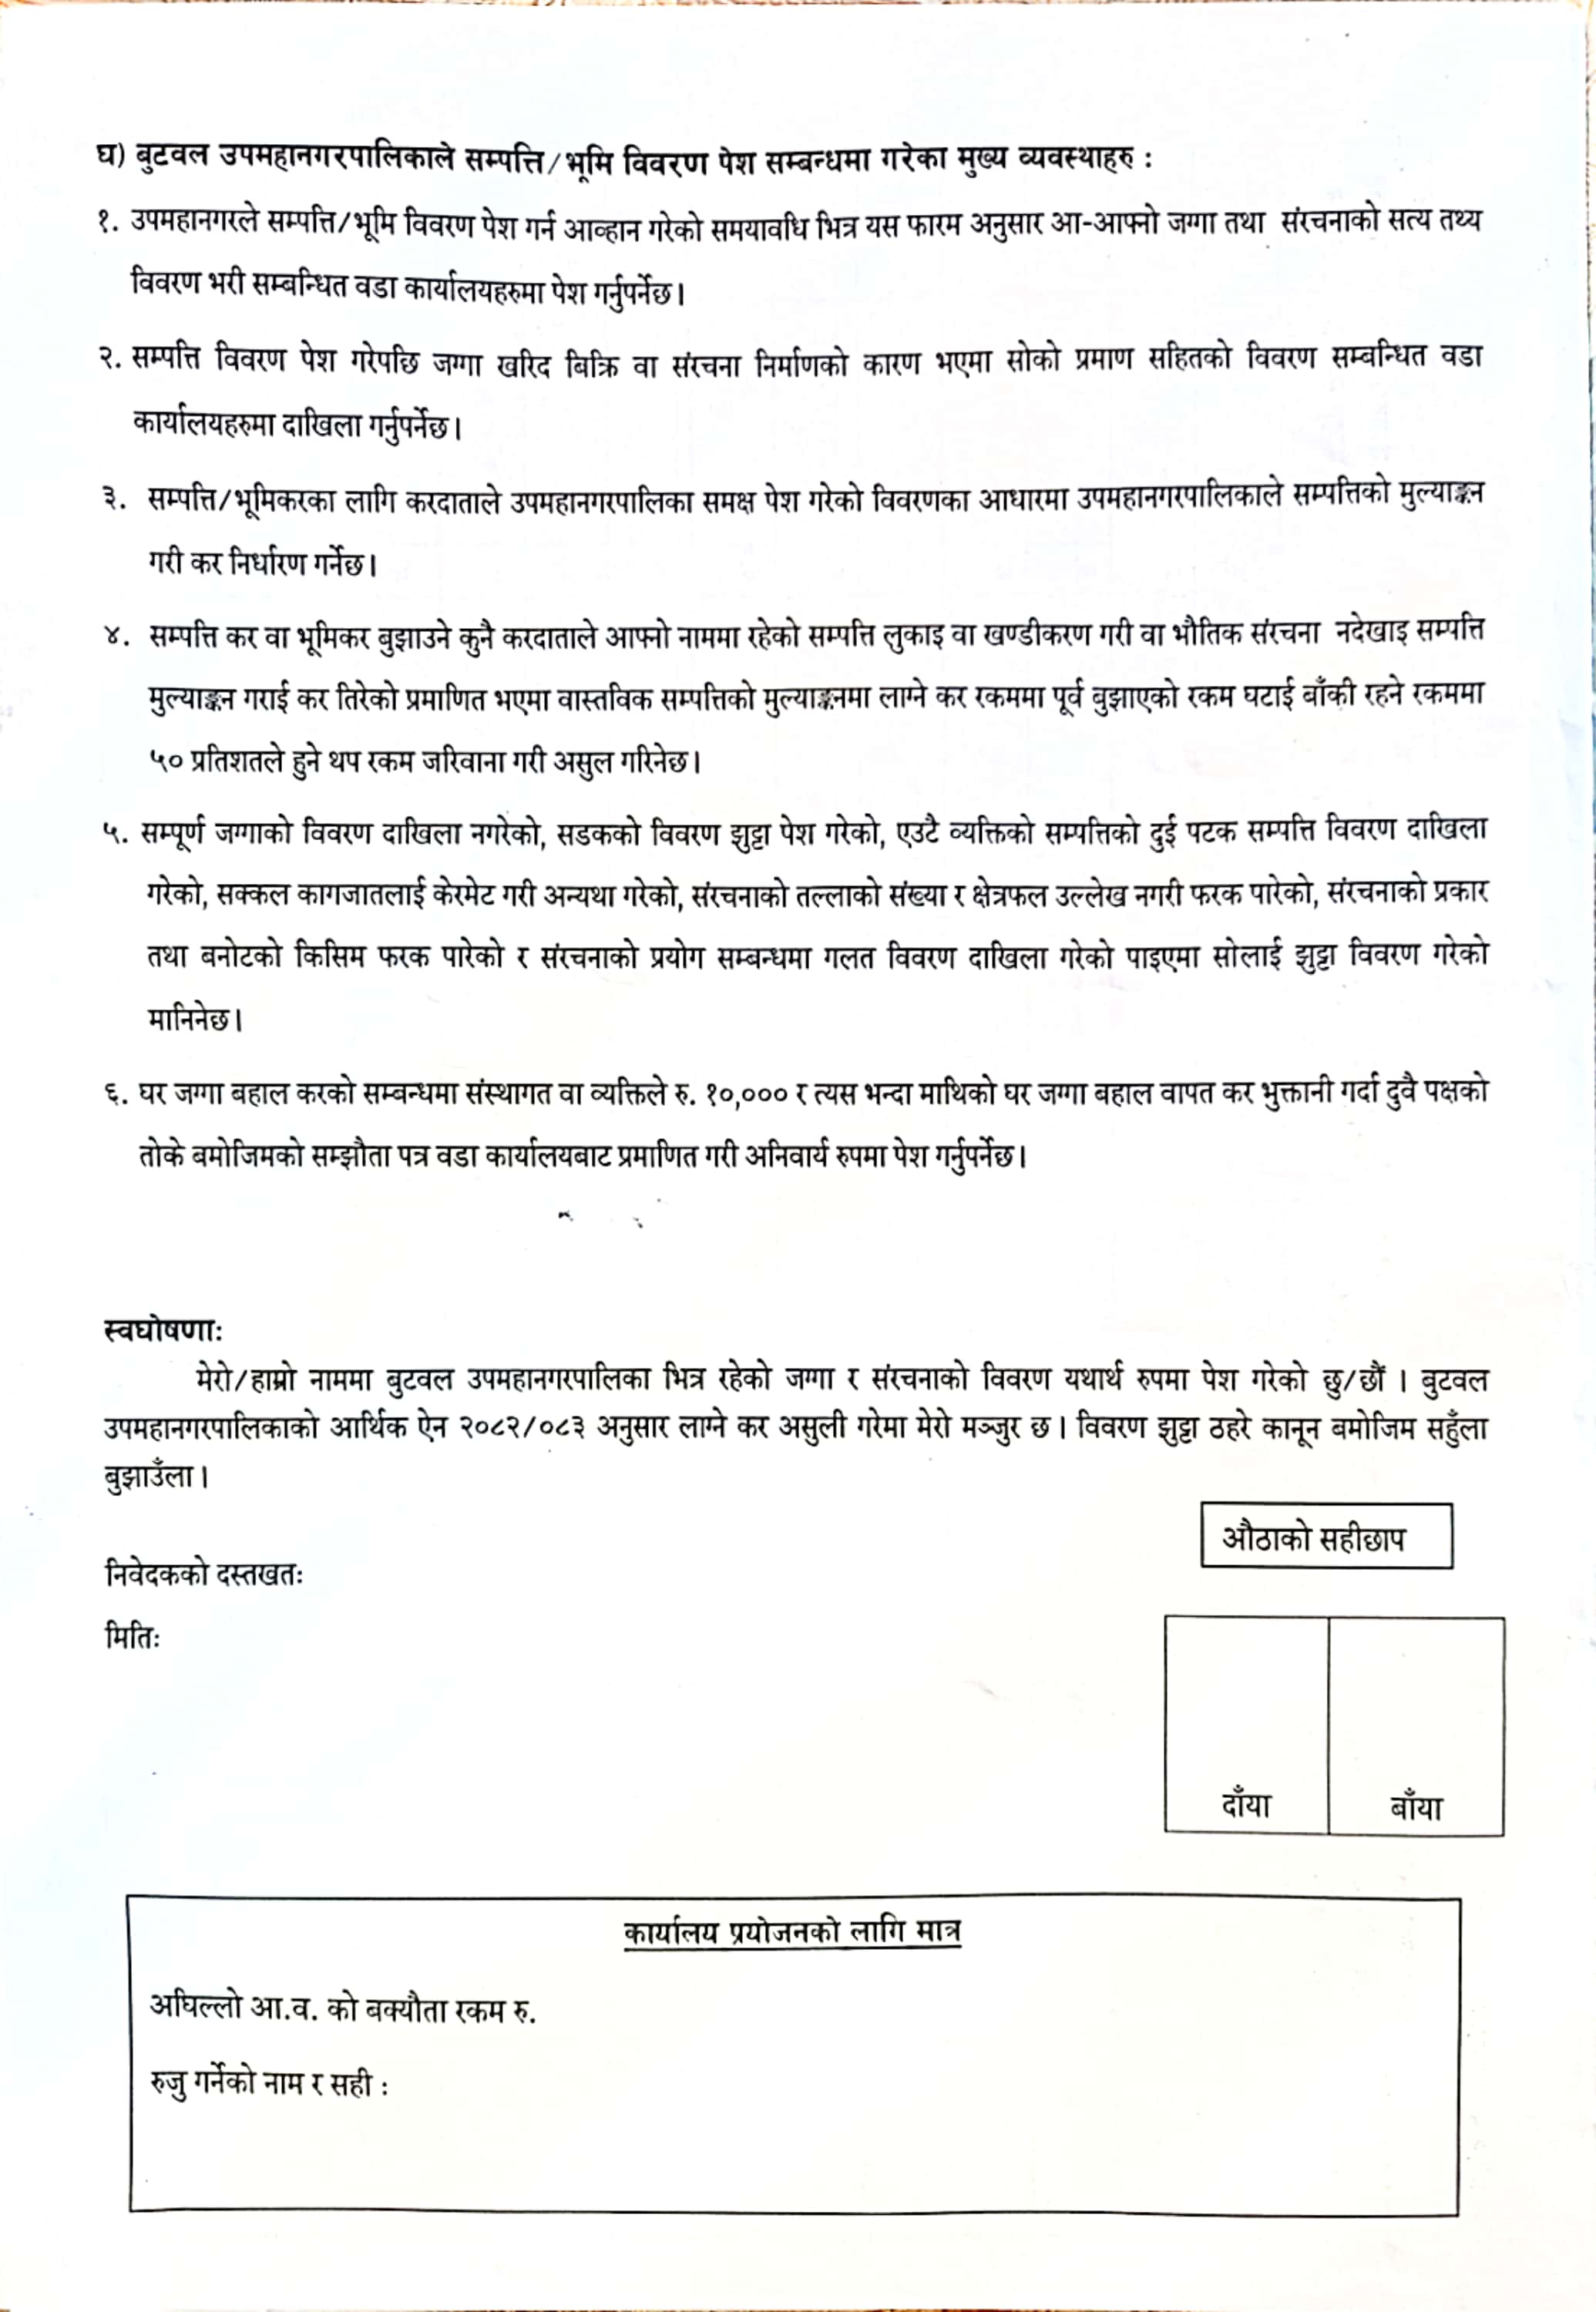 घ) बुटवल उपमहानगरपालिकाले सम्पत्ति/भूमि विवरण पेश सम्बन्धमा गरेका मुख्य व्यवस्थाहरु :
१. उपमहानगरले सम्पत्ति/भूमि विवरण पेश गर्न आव्हान गरेको समयावधि भित्र यस फारम अनुसार आ-आफ्नो जग्गा तथा संरचनाको सत्य तथ्य
विवरण भरी सम्बन्धित वडा कार्यालयहरुमा पेश गर्नुपर्नेछ।
२. सम्पत्ति विवरण पेश गरेपछि जग्गा खरिद बिक्रि वा संरचना निर्माणको कारण भएमा सोको प्रमाण सहितको विवरण सम्बन्धित वडा
कार्यालयहरुमा दाखिला गर्नुपर्नेछ।
३. सम्पत्ति/भूमिकरका लागि करदाताले उपमहानगरपालिका समक्ष पेश गरेको विवरणका आधारमा उपमहानगरपालिकाले सम्पत्तिको मुल्याङ्कन
गरी कर निर्धारण गर्नेछ।
४. सम्पत्ति कर वा भूमिकर बुझाउने कुनै करदाताले आफ्नो नाममा रहेको सम्पत्ति लुकाइ वा खण्डीकरण गरी वा भौतिक संरचना नदेखाइ सम्पत्ति
मुल्याङ्कन गराई कर तिरेको प्रमाणित भएमा वास्तविक सम्पत्तिको मुल्याङ्कनमा लाग्ने कर रकममा पूर्व बुझाएको रकम घटाई बाँकी रहने रकममा
५० प्रतिशतले हुने थप रकम जरिवाना गरी असुल गरिनेछ।
५. सम्पूर्ण जग्गाको विवरण दाखिला नगरेको, सडकको विवरण झुट्टा पेश गरेको, एउटै व्यक्तिको सम्पत्तिको दुई पटक सम्पत्ति विवरण दाखिला
गरेको, सक्कल कागजातलाई केरमेट गरी अन्यथा गरेको, संरचनाको तल्लाको संख्या र क्षेत्रफल उल्लेख नगरी फरक पारेको, संरचनाको प्रकार
तथा बनोटको किसिम फरक पारेको र संरचनाको प्रयोग सम्बन्धमा गलत विवरण दाखिला गरेको पाइएमा सोलाई झुट्टा विवरण गरेको
मानिनेछ।
६. घर जग्गा बहाल करको सम्बन्धमा संस्थागत वा व्यक्तिले रु. १०,००० र त्यस भन्दा माथिको घर जग्गा बहाल वापत कर भुक्तानी गर्दा दुवै पक्षको
तोके बमोजिमको सम्झौता पत्र वडा कार्यालयबाट प्रमाणित गरी अनिवार्य रुपमा पेश गर्नुपर्नेछ।
स्वघोषणाः
मेरो/हाम्रो नाममा बुटवल उपमहानगरपालिका भित्र रहेको जग्गा र संरचनाको विवरण यथार्थ रुपमा पेश गरेको छु/छौं । बुटवल
उपमहानगरपालिकाको आर्थिक ऐन २०८२/०८३ अनुसार लाग्ने कर असुली गरेमा मेरो मञ्जुर छ। विवरण झुट्टा ठहरे कानून बमोजिम सहुँला
बुझाउँला।
औठाको सहीछाप
निवेदकको दस्तखतः
मितिः
दाँया
बाँया
कार्यालय प्रयोजनको लागि मात्र
अघिल्लो आ.व. को बक्यौता रकम रु.
रुजु गर्नेको नाम र सही :